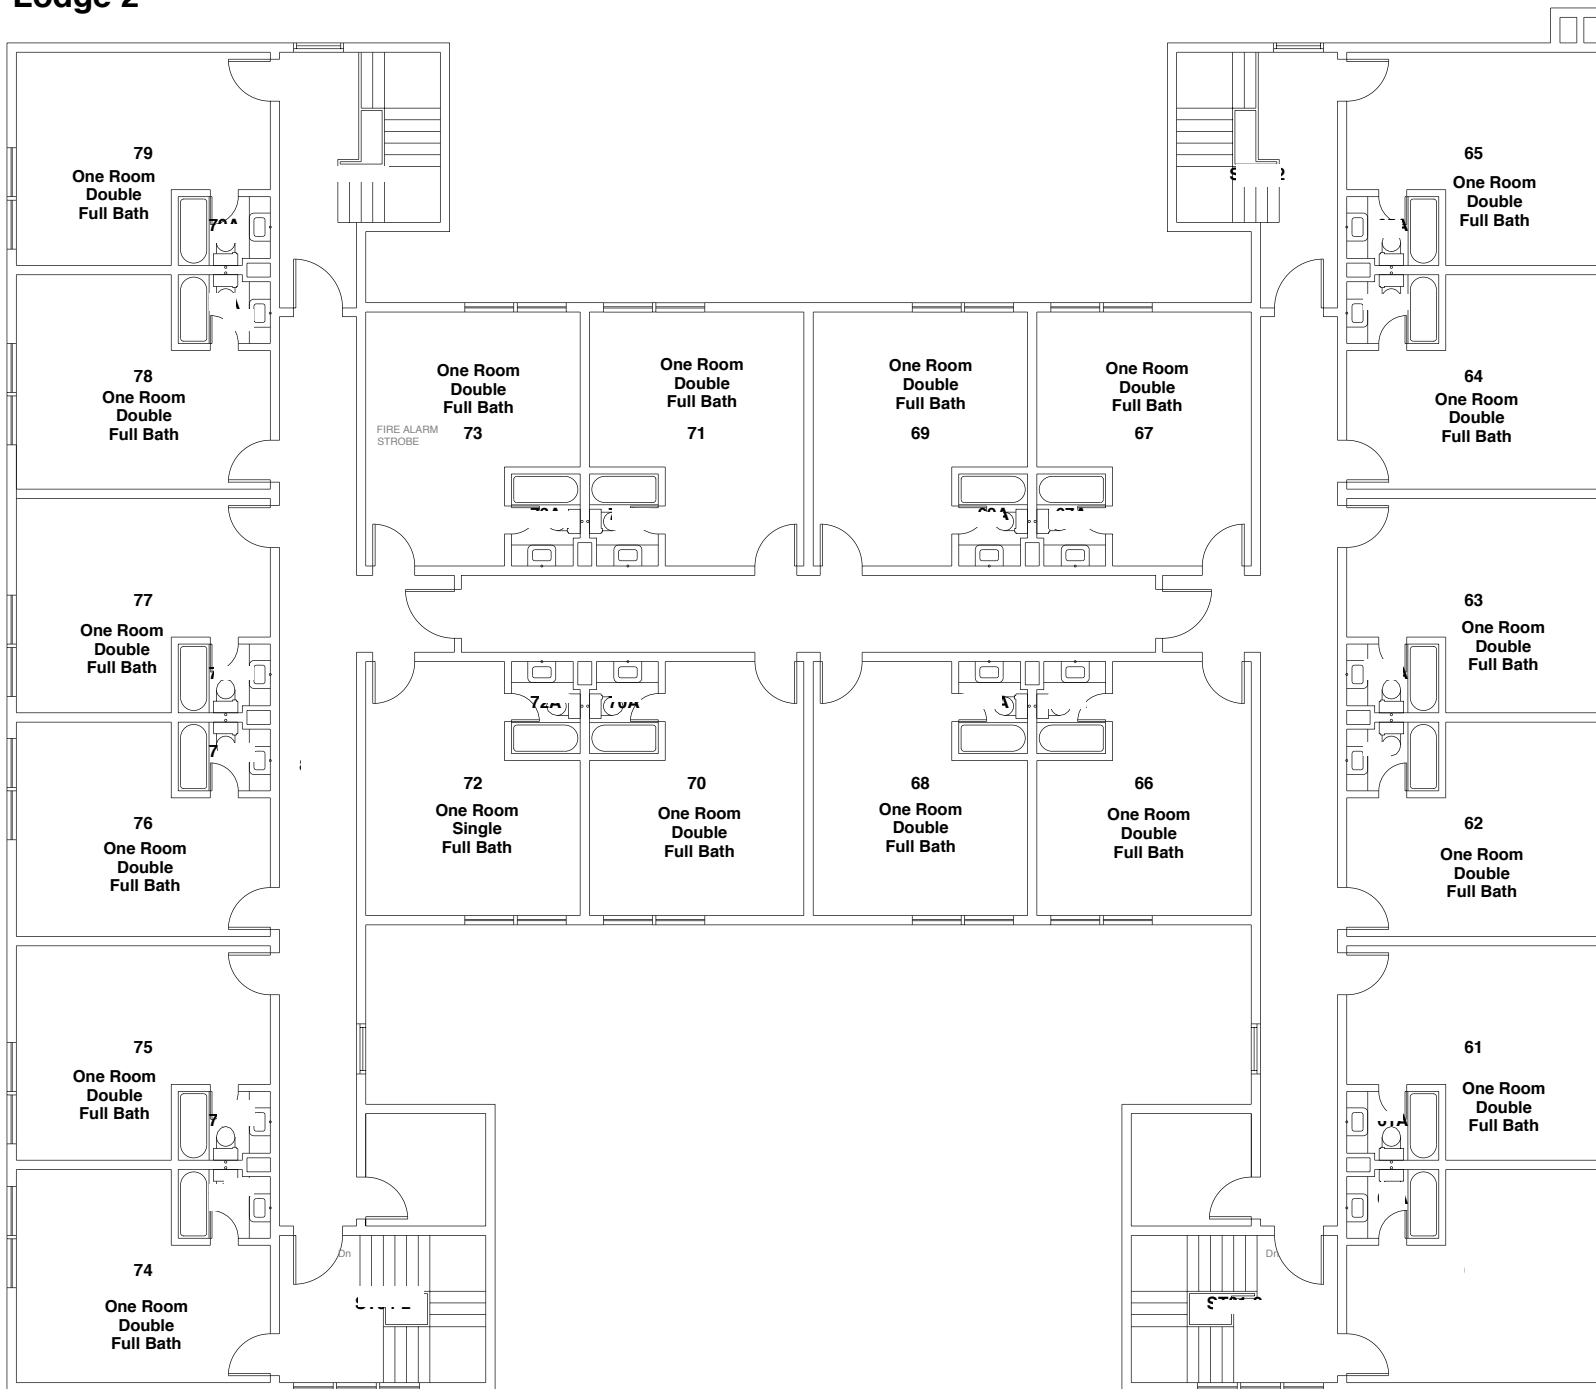 Lodge 2
79
One Room
Double
Full Bath
65
One Room
Double
Full Bath
78
One Room
Double
Full Bath
One Room
Double
Full Bath
73
FIRE ALARM
STROBE
One Room
Double
Full Bath
71
One Room
Double
Full Bath
69
One Room
Double
Full Bath
67
64
One Room
Double
Full Bath
77
One Room
Double
Full Bath
63
One Room
Double
Full Bath
76
One Room
Double
Full Bath
72
One Room
Single
Full Bath
70
One Room
Double
Full Bath
68
One Room
Double
Full Bath
66
One Room
Double
Full Bath
62
One Room
Double
Full Bath
75
One Room
Double
Full Bath
61
One Room
Double
Full Bath
74
One Room
Double
Full Bath
Dn
Dn